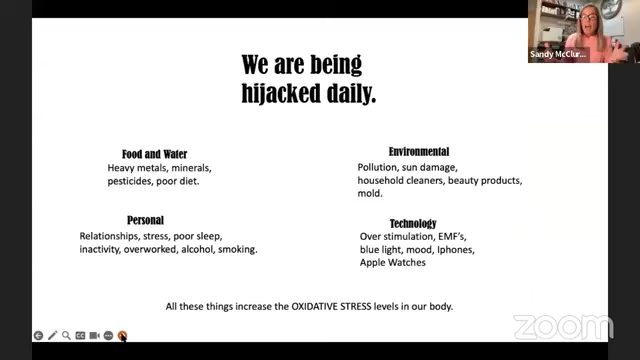 Sandy McClur...
We are being
hijacked daily.
Food and Water
Heavy metals, minerals,
pesticides, poor diet.
Environmental
Pollution, sun damage,
household cleaners, beauty products,
mold.
Personal
Relationships, stress, poor sleep,
inactivity, overworked, alcohol, smoking.
Technology
Over stimulation, EMF's,
blue light, mood, Iphones,
Apple Watches
All these things increase the OXIDATIVE STRESS levels in our body.
CC
zoom